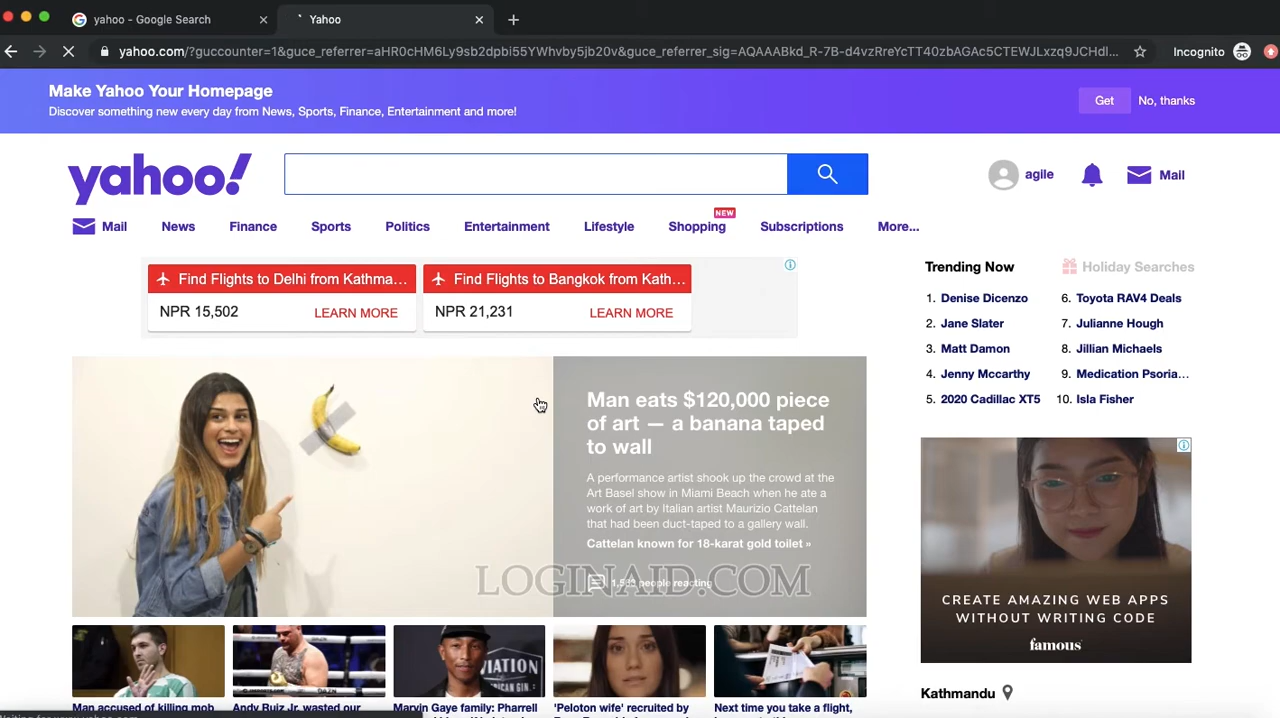 yahoo - Google Search
Yahoo
yahoo.com/?guccounter=1&guce_referrer=aHR0cHM6Ly9sb2dpbi55YWhvby5jb20v&guce_referrer_sig=AQAAABkd_R-7B-d4vzRreYcTT40zbAGAc5CTEWJLxzq9JCHdl...
Incognito
Make Yahoo Your Homepage
Discover something new every day from News, Sports, Finance, Entertainment and more!
Get
No, thanks
yahoo!
agile
Mail
Mail
News
Finance
Sports
Politics
Entertainment
Lifestyle
Shopping
NEW
Subscriptions
More...
Find Flights to Delhi from Kathma...
NPR 15,502
LEARN MORE
Find Flights to Bangkok from Kath...
NPR 21,231
LEARN MORE
Trending Now
Holiday Searches
1. Denise Dicenzo
2. Jane Slater
3. Matt Damon
4. Jenny Mccarthy
5. 2020 Cadillac XT5
6. Toyota RAV4 Deals
7. Julianne Hough
8. Jillian Michaels
9. Medication Psoria...
10. Isla Fisher
Man eats $120,000 piece
of art — a banana taped
to wall
A performance artist shook up the crowd at the
Art Basel show in Miami Beach when he ate a
work of art by Italian artist Maurizio Cattelan
that had been duct-taped to a gallery wall.
Cattelan known for 18-karat gold toilet »
people reacting
LOGINAID.COM
CREATE AMAZING WEB APPS
WITHOUT WRITING CODE
famous
Man accused of killing mob
Andy Ruiz Jr. wasted our
Marvin Gaye family: Pharrell
'Peloton wife' recruited by
Next time you take a flight,
Kathmandu